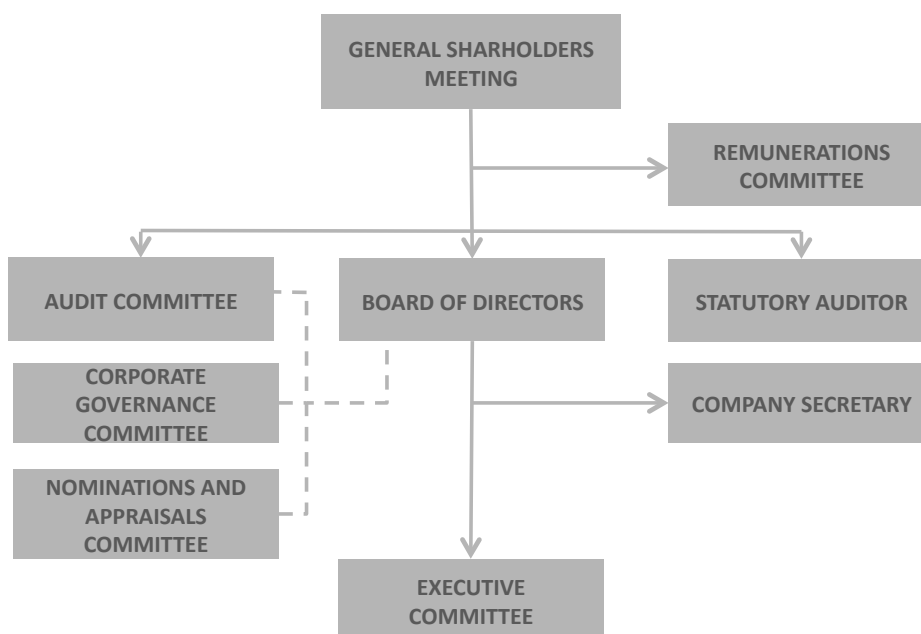 GENERAL SHARHOLDERS
MEETING
REMUNERATIONS
COMMITTEE
AUDIT COMMITTEE
BOARD OF DIRECTORS
STATUTORY AUDITOR
CORPORATE
GOVERNANCE
COMMITTEE
COMPANY SECRETARY
NOMINATIONS AND
APPRAISALS
COMMITTEE
EXECUTIVE
COMMITTEE